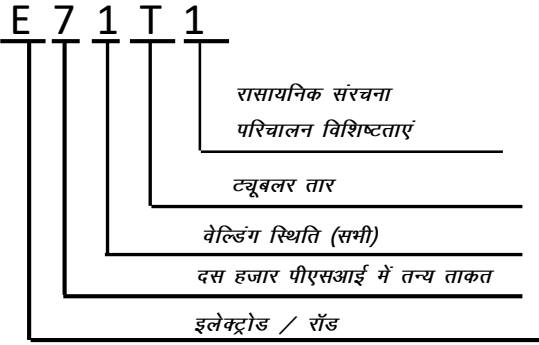 E 7 1 T 1
रासायनिक संरचना
परिचालन विशिष्टताएं
ट्यूबलर तार
वेल्डिंग स्थिति (सभी)
दस हजार पीएसआई में तन्य ताकत
इलेक्ट्रोड / रॉड